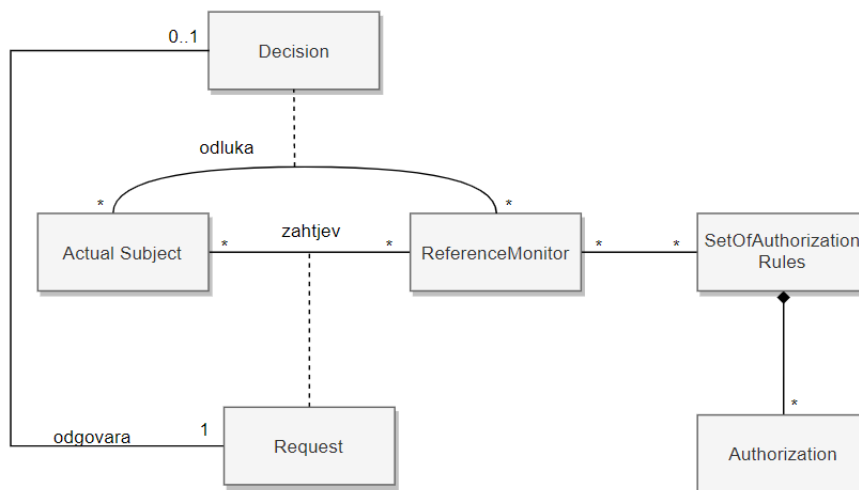 0..1
Decision
odluka
*
*
Actual Subject
*
zahtjev
*
ReferenceMonitor
*
*
SetOfAuthorization
Rules
*
odgovara
1
Request
Authorization